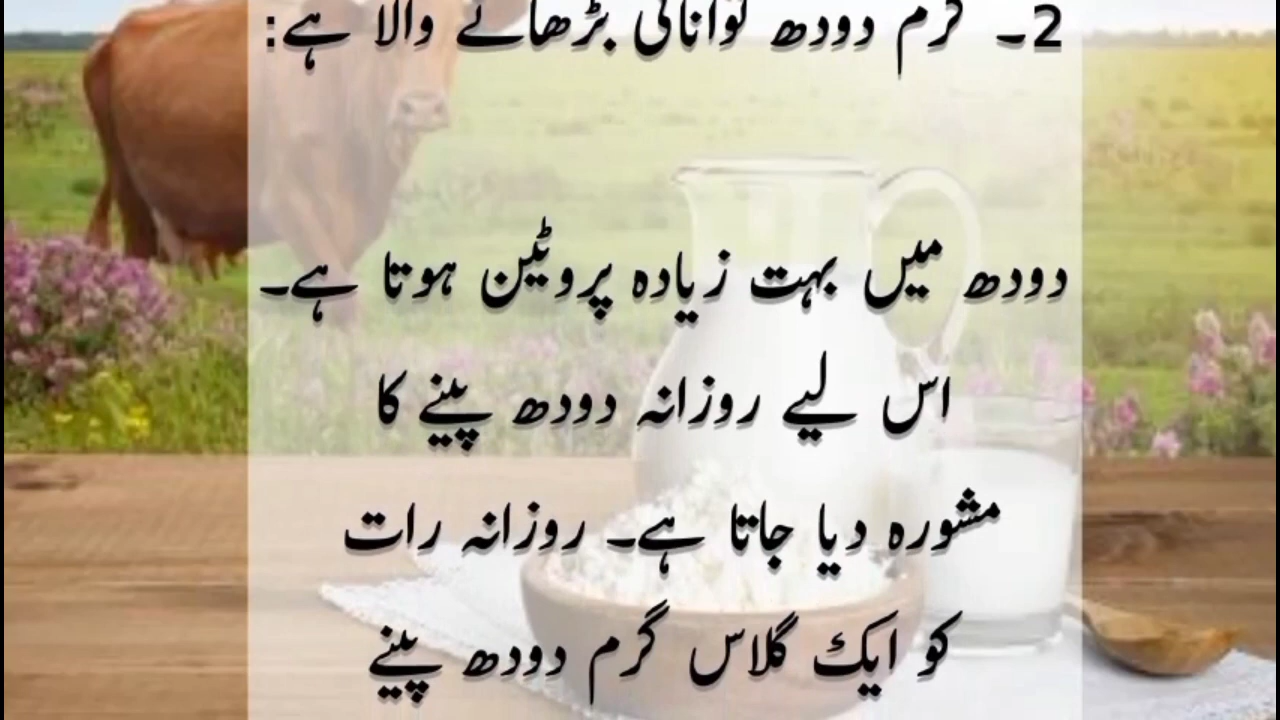 2۔ گرم دودھ توانائی بڑھانے والا ہے:
دودھ میں بہت زیادہ پروٹین ہوتا ہے۔
اس لیے روزانہ دودھ پینے کا
مشورہ دیا جاتا ہے۔ روزانہ رات
کو ایک گلاس گرم دودھ پینے